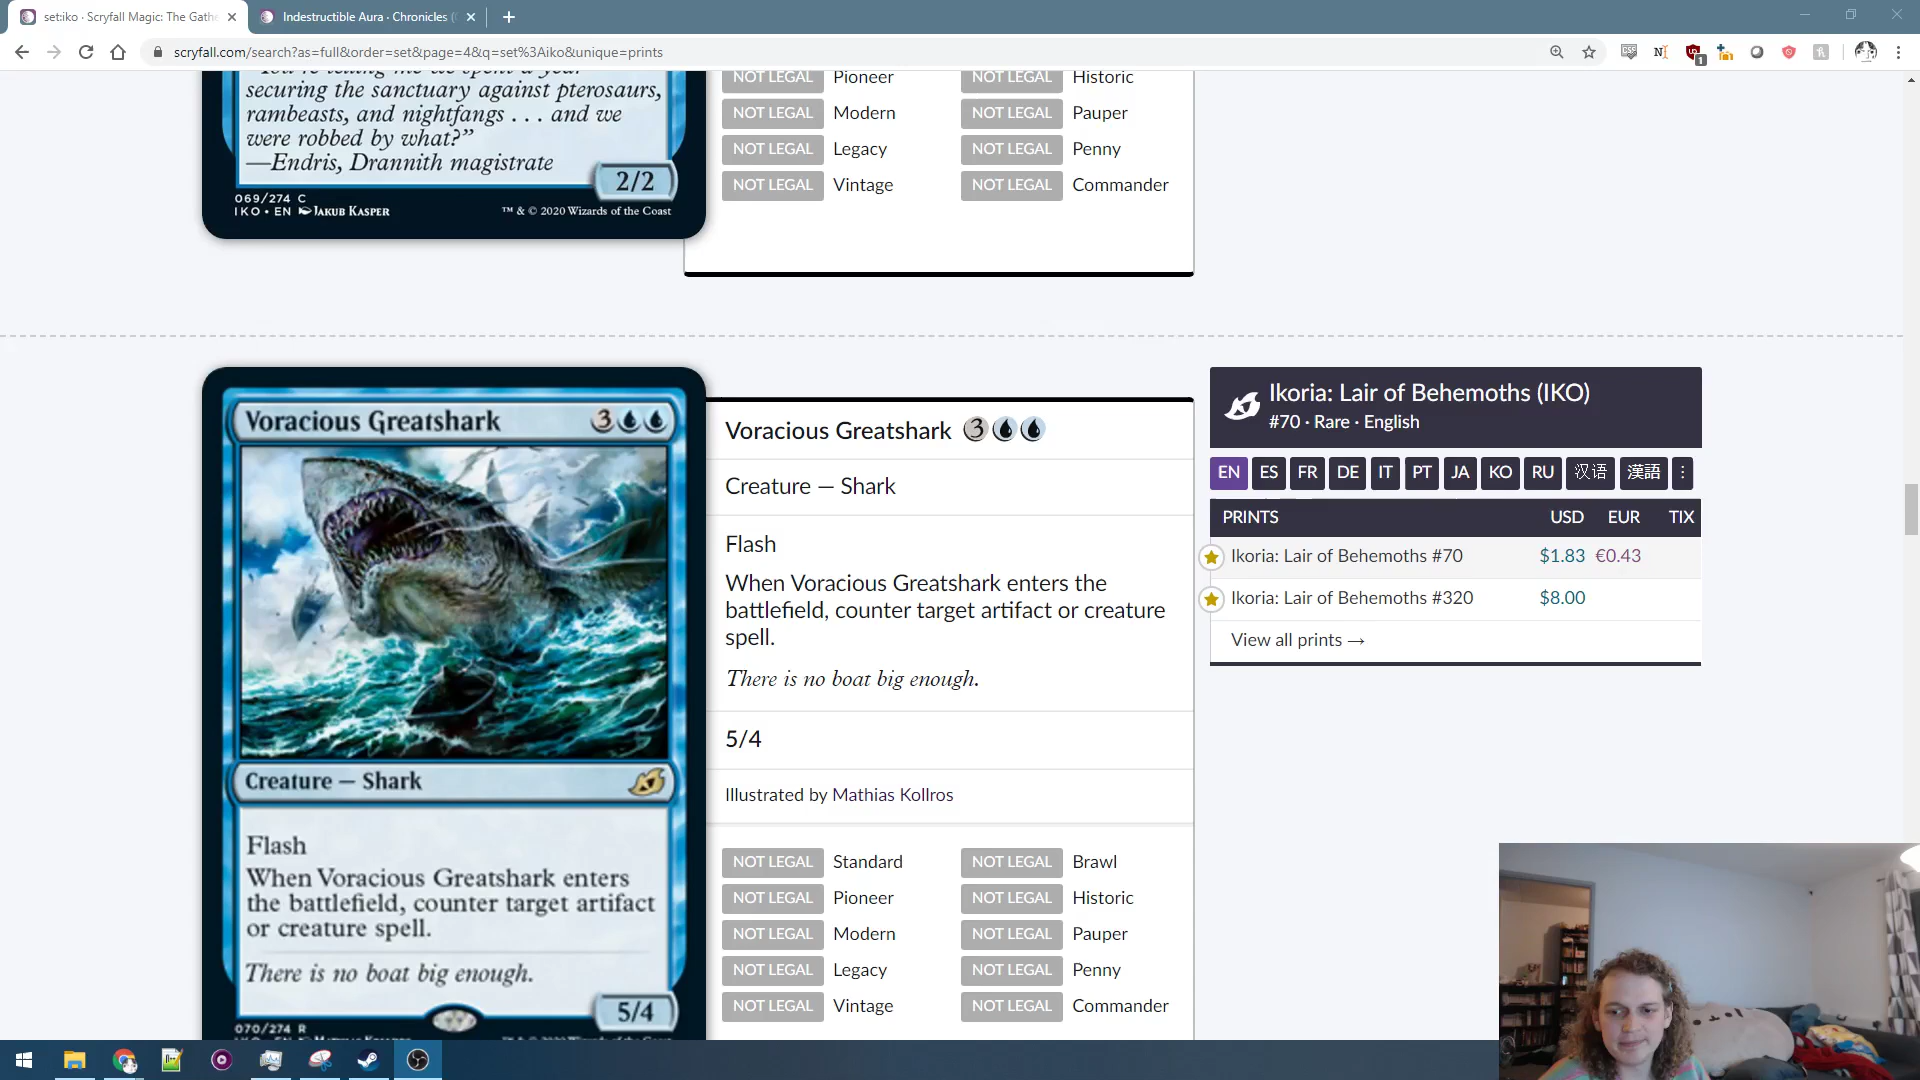 set:iko · Scryfall Magic: The Gathe
Indestructible Aura · Chronicles (
scryfall.com/search?as=full&order=set&page=4&q=set%3Aiko&unique=prints
"You're telling me we spent a year
securing the sanctuary against pterosaurs,
rambeasts, and nightfangs . . . and we
were robbed by what?"
—Endris, Drannith magistrate
2/2
069/274 C
IKO • EN JAKUB KASPER
™ & © 2020 Wizards of the Coast
NOT LEGAL Pioneer NOT LEGAL Historic
NOT LEGAL Modern NOT LEGAL Pauper
NOT LEGAL Legacy NOT LEGAL Penny
NOT LEGAL Vintage NOT LEGAL Commander
Voracious Greatshark 3
Creature — Shark
Flash
When Voracious Greatshark enters
the battlefield, counter target artifact
or creature spell.
There is no boat big enough.
5/4
070/274 R
Voracious Greatshark 3
Creature — Shark
Flash
When Voracious Greatshark enters the
battlefield, counter target artifact or creature
spell.
There is no boat big enough.
5/4
Illustrated by Mathias Kollros
NOT LEGAL Standard NOT LEGAL Brawl
NOT LEGAL Pioneer NOT LEGAL Historic
NOT LEGAL Modern NOT LEGAL Pauper
NOT LEGAL Legacy NOT LEGAL Penny
NOT LEGAL Vintage NOT LEGAL Commander
Ikoria: Lair of Behemoths (IKO)
#70 · Rare · English
EN ES FR DE IT PT JA KO RU 汉语 漢語
PRINTS USD EUR TIX
Ikoria: Lair of Behemoths #70 $1.83 €0.43
Ikoria: Lair of Behemoths #320 $8.00
View all prints →